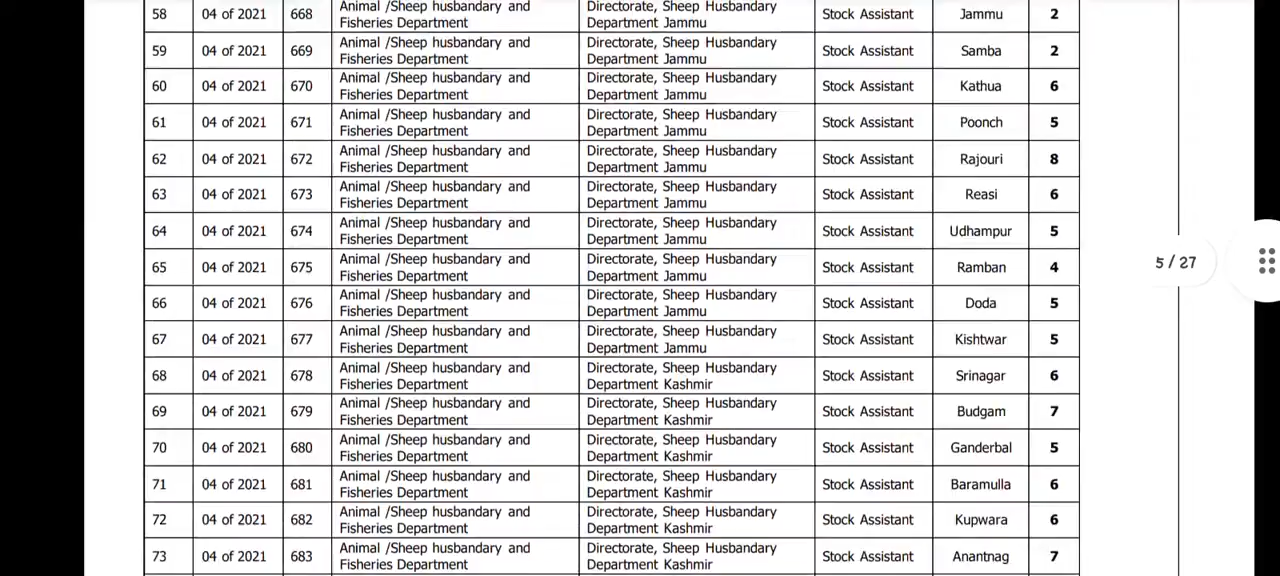 58 04 of 2021 668 Animal /Sheep husbandary and Fisheries Department Directorate, Sheep Husbandary Department Jammu Stock Assistant Jammu 2
59 04 of 2021 669 Animal /Sheep husbandary and Fisheries Department Directorate, Sheep Husbandary Department Jammu Stock Assistant Samba 2
60 04 of 2021 670 Animal /Sheep husbandary and Fisheries Department Directorate, Sheep Husbandary Department Jammu Stock Assistant Kathua 6
61 04 of 2021 671 Animal /Sheep husbandary and Fisheries Department Directorate, Sheep Husbandary Department Jammu Stock Assistant Poonch 5
62 04 of 2021 672 Animal /Sheep husbandary and Fisheries Department Directorate, Sheep Husbandary Department Jammu Stock Assistant Rajouri 8
63 04 of 2021 673 Animal /Sheep husbandary and Fisheries Department Directorate, Sheep Husbandary Department Jammu Stock Assistant Reasi 6
64 04 of 2021 674 Animal /Sheep husbandary and Fisheries Department Directorate, Sheep Husbandary Department Jammu Stock Assistant Udhampur 5
65 04 of 2021 675 Animal /Sheep husbandary and Fisheries Department Directorate, Sheep Husbandary Department Jammu Stock Assistant Ramban 4
66 04 of 2021 676 Animal /Sheep husbandary and Fisheries Department Directorate, Sheep Husbandary Department Jammu Stock Assistant Doda 5
67 04 of 2021 677 Animal /Sheep husbandary and Fisheries Department Directorate, Sheep Husbandary Department Jammu Stock Assistant Kishtwar 5
68 04 of 2021 678 Animal /Sheep husbandary and Fisheries Department Directorate, Sheep Husbandary Department Kashmir Stock Assistant Srinagar 6
69 04 of 2021 679 Animal /Sheep husbandary and Fisheries Department Directorate, Sheep Husbandary Department Kashmir Stock Assistant Budgam 7
70 04 of 2021 680 Animal /Sheep husbandary and Fisheries Department Directorate, Sheep Husbandary Department Kashmir Stock Assistant Ganderbal 5
71 04 of 2021 681 Animal /Sheep husbandary and Fisheries Department Directorate, Sheep Husbandary Department Kashmir Stock Assistant Baramulla 6
72 04 of 2021 682 Animal /Sheep husbandary and Fisheries Department Directorate, Sheep Husbandary Department Kashmir Stock Assistant Kupwara 6
73 04 of 2021 683 Animal /Sheep husbandary and Fisheries Department Directorate, Sheep Husbandary Department Kashmir Stock Assistant Anantnag 7
5 / 27